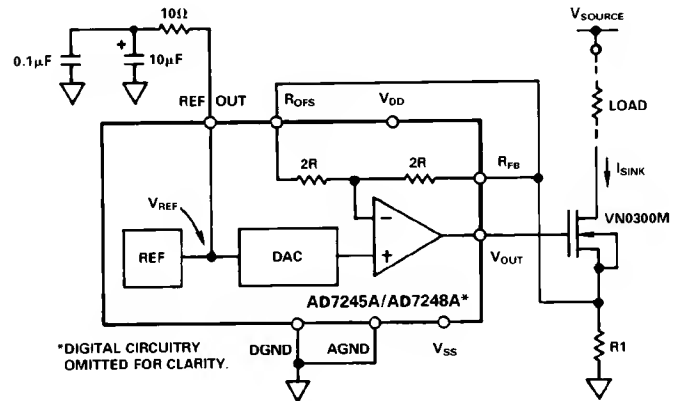 10Ω
0.1µF
+
10µF
REF OUT
R_OFS
V_DD
V_SOURCE
LOAD
I_SINK
2R
2R
R_FB
V_REF
REF
DAC
−
+
V_OUT
VN0300M
AD7245A/AD7248A*
*DIGITAL CIRCUITRY
OMITTED FOR CLARITY.
DGND
AGND
V_SS
R1